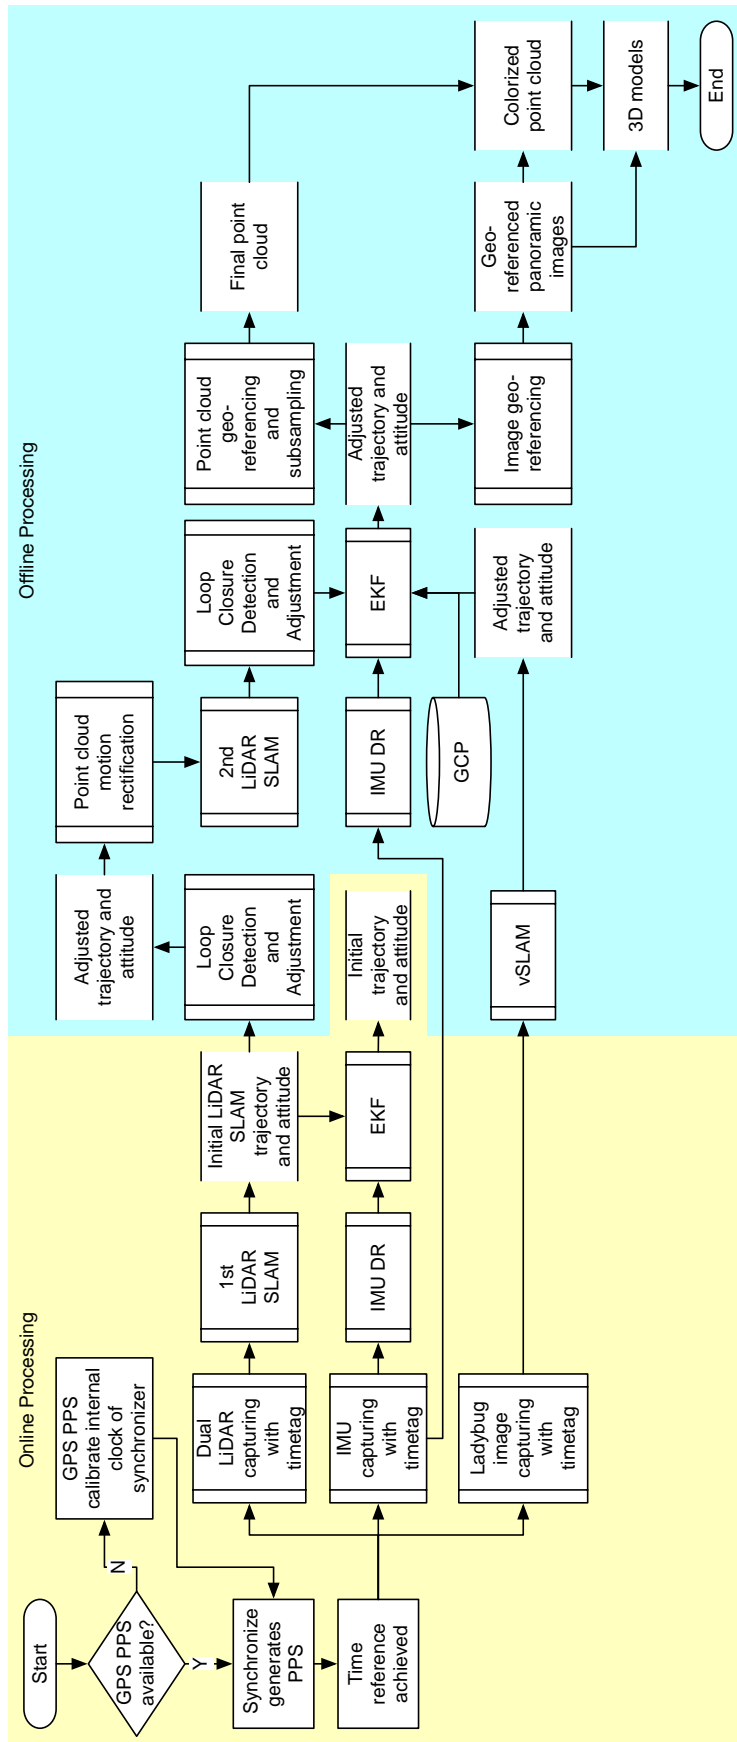 Online Processing
Offline Processing
Start
GPS PPS
available?
N
Y
GPS PPS
calibrate internal
clock of
synchronizer
Synchronize
generates
PPS
Time
reference
achieved
Dual
LiDAR
capturing
with
timetag
IMU
capturing
with
timetag
Ladybug
image
capturing
with
timetag
1st
LiDAR
SLAM
IMU DR
Initial LiDAR
SLAM
trajectory
and attitude
EKF
Initial
trajectory
and attitude
Loop
Closure
Detection
and
Adjustment
Adjusted
trajectory and
attitude
vSLAM
Point cloud
motion
rectification
2nd
LiDAR
SLAM
IMU DR
GCP
Loop
Closure
Detection
and
Adjustment
EKF
Adjusted
trajectory
and attitude
Point cloud
geo-
referencing
and
subsampling
Adjusted
trajectory and
attitude
Image geo-
referencing
Final point
cloud
Geo-
referenced
panoramic
images
Colorized
point cloud
3D models
End